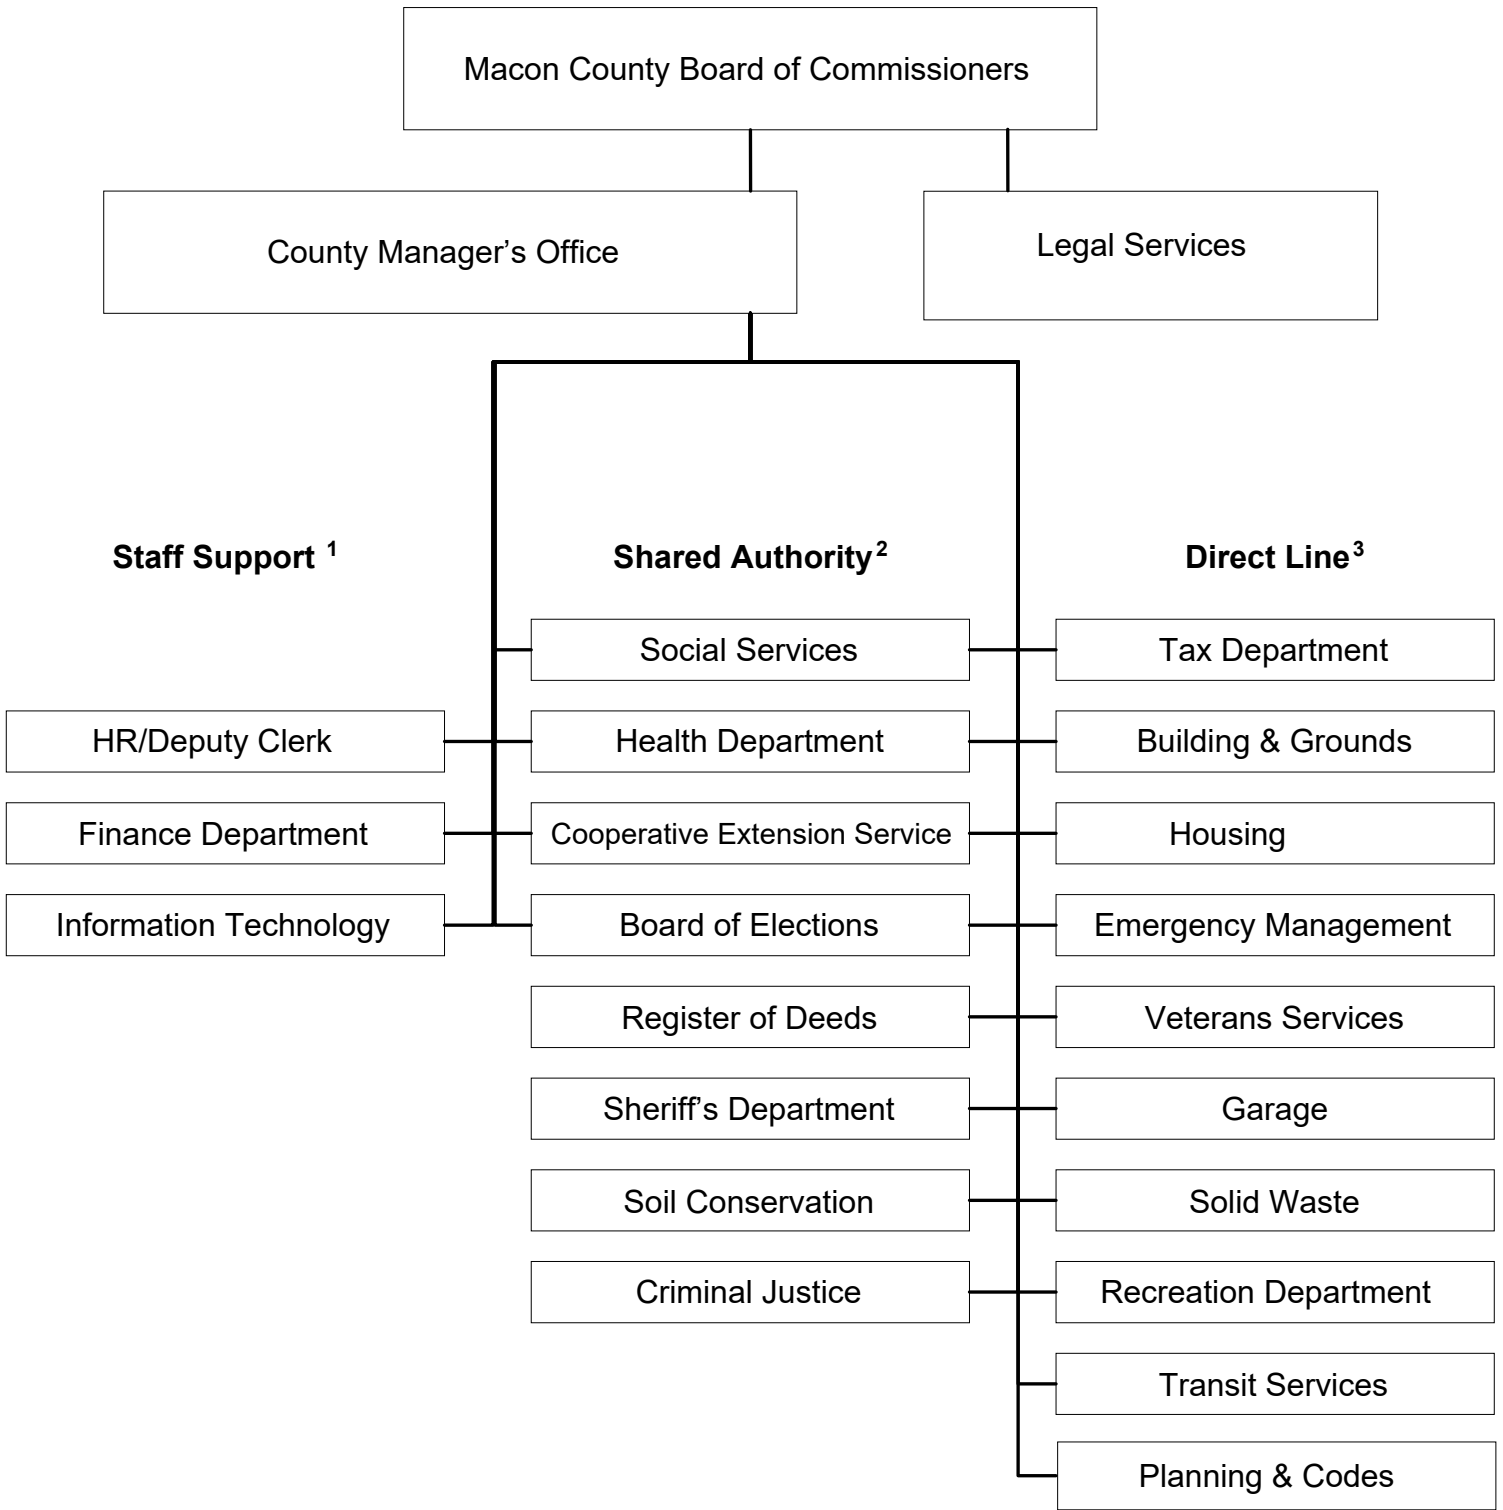 Macon County Board of Commissioners
County Manager’s Office
Legal Services
Staff Support 1
Shared Authority 2
Direct Line 3
Social Services
Tax Department
HR/Deputy Clerk
Health Department
Building & Grounds
Finance Department
Cooperative Extension Service
Housing
Information Technology
Board of Elections
Emergency Management
Register of Deeds
Veterans Services
Sheriff’s Department
Garage
Soil Conservation
Solid Waste
Criminal Justice
Recreation Department
Transit Services
Planning & Codes